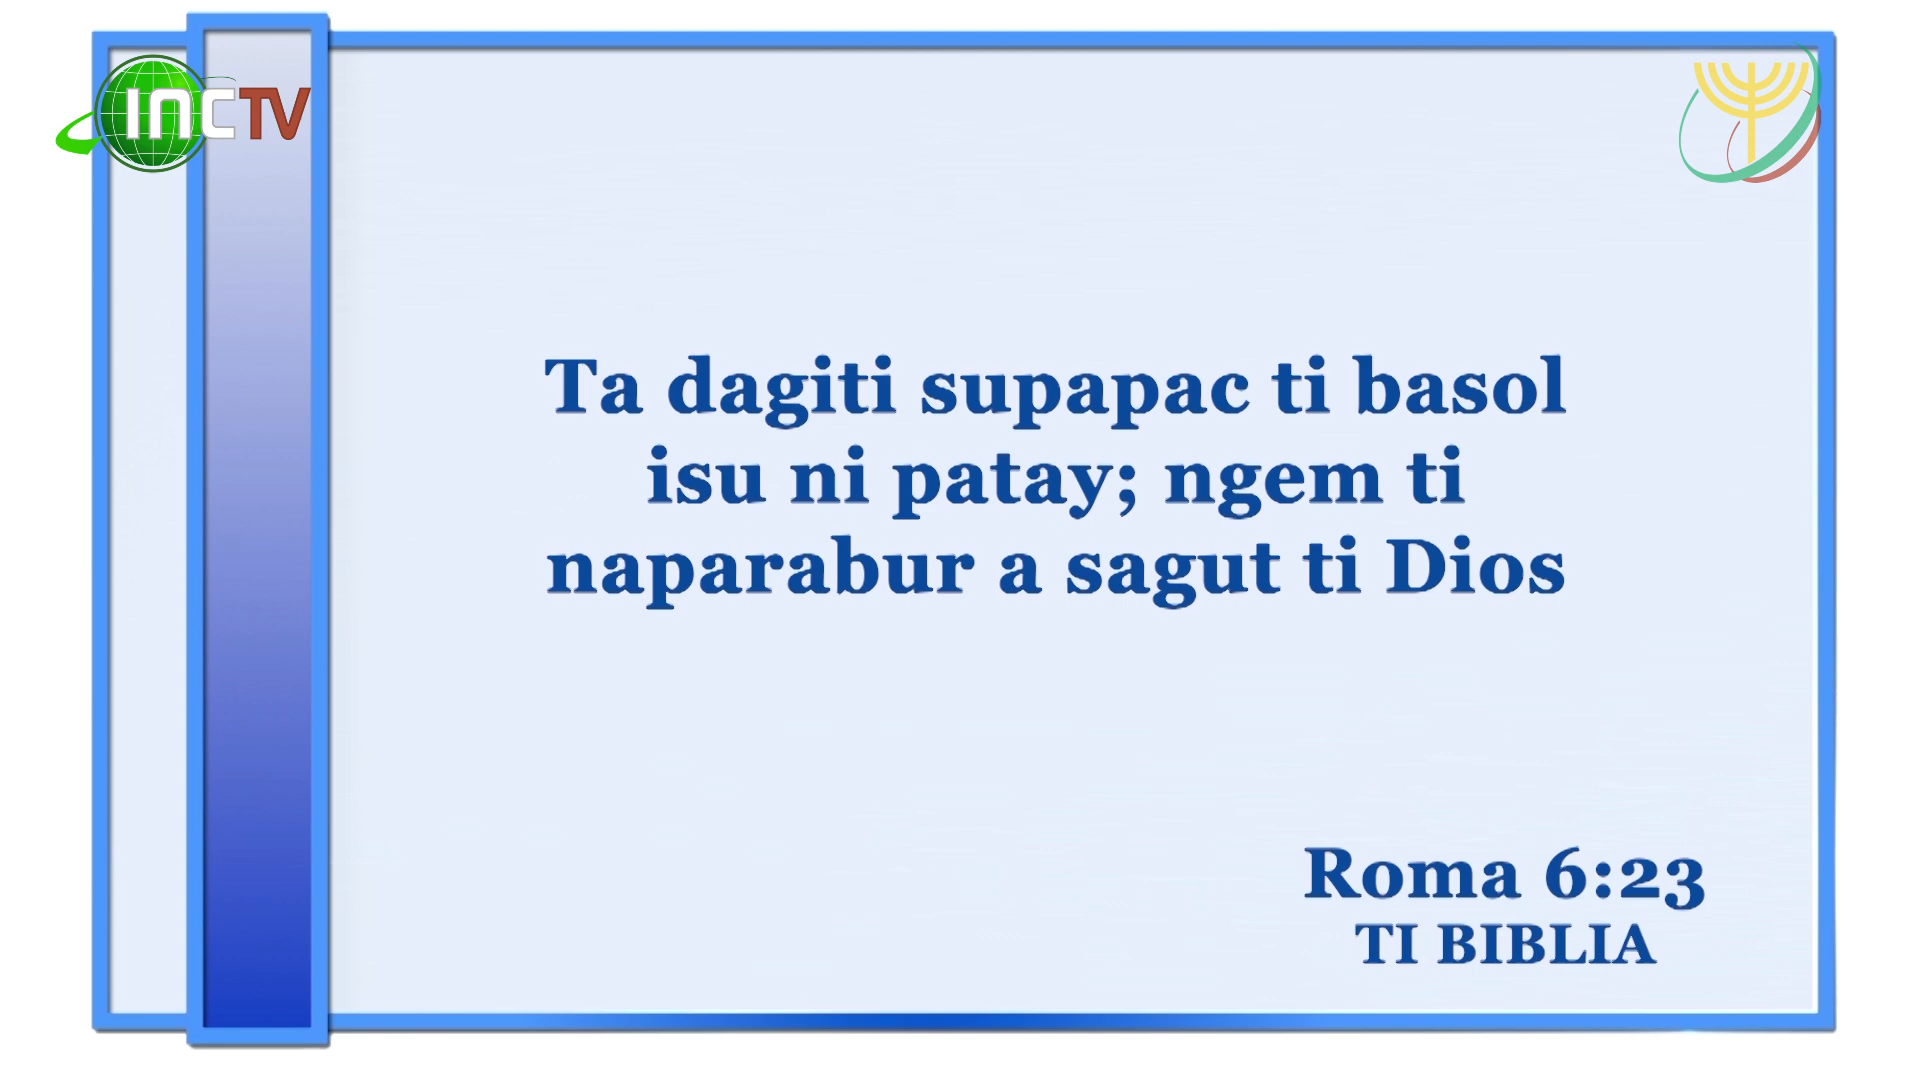 INCTV
Ta dagiti supapac ti basol
isu ni patay; ngem ti
naparabur a sagut ti Dios
Roma 6:23
TI BIBLIA